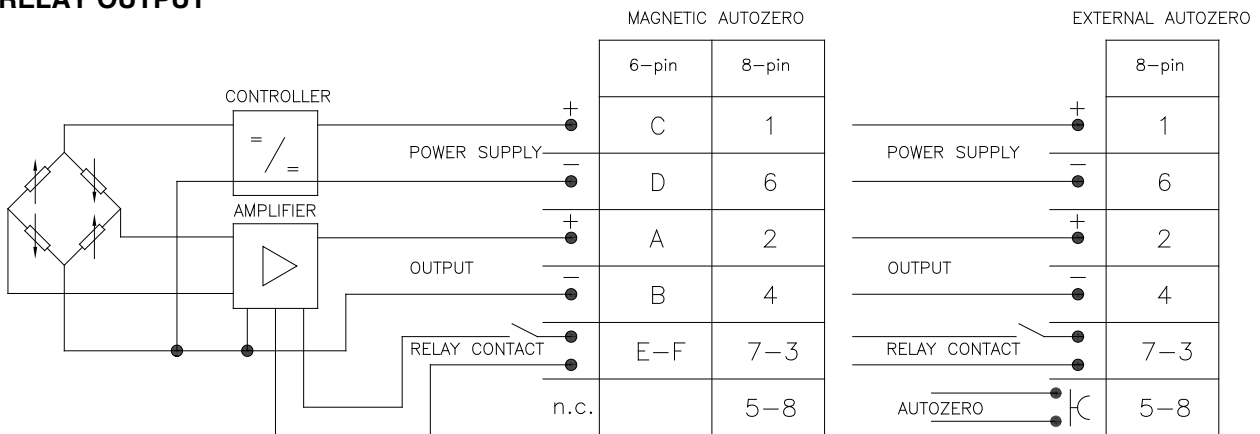 RELAY OUTPUT
MAGNETIC AUTOZERO
EXTERNAL AUTOZERO
6-pin 8-pin
8-pin
CONTROLLER
= / =
+ C 1
+ 1
POWER SUPPLY
POWER SUPPLY
- D 6
- 6
AMPLIFIER
+ A 2
+ 2
OUTPUT
OUTPUT
- B 4
- 4
RELAY CONTACT E-F 7-3
RELAY CONTACT 7-3
n.c. 5-8
AUTOZERO 5-8